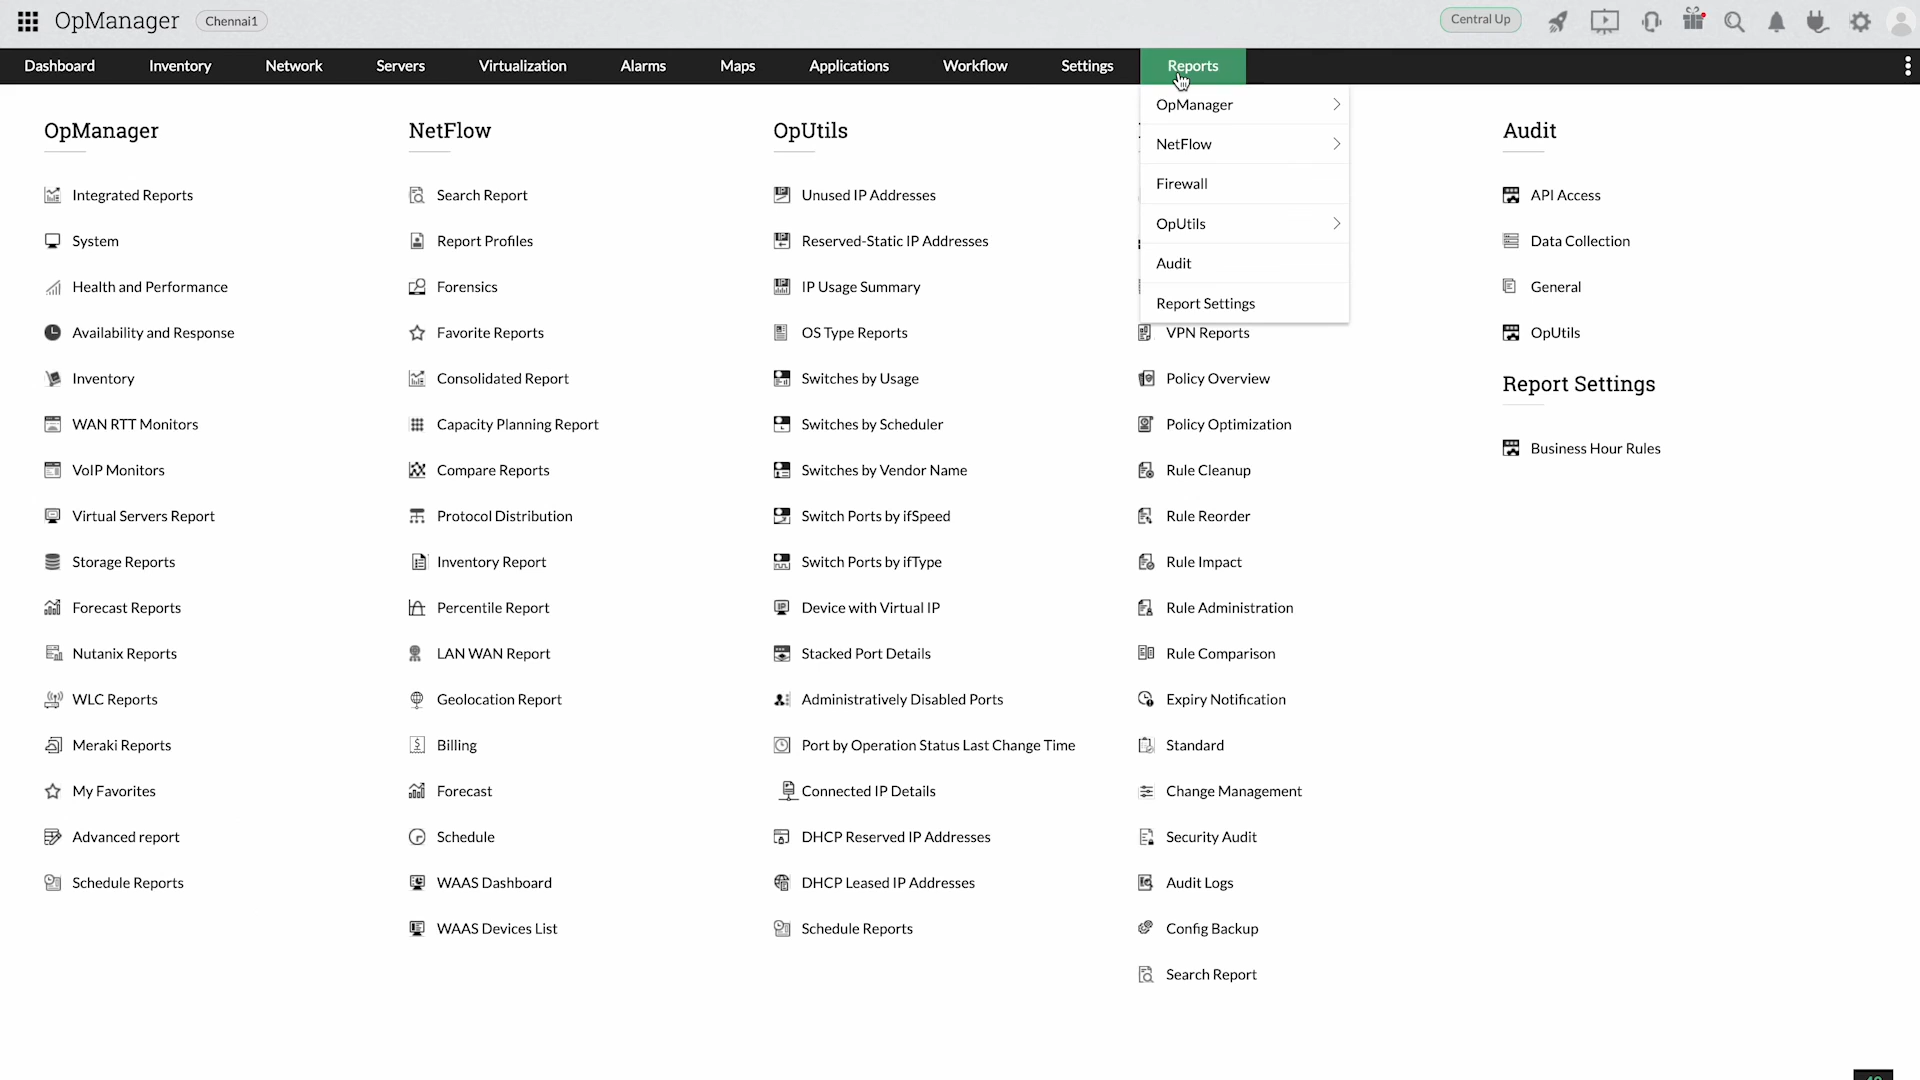 OpManager
Chennai1
Central Up
Dashboard
Inventory
Network
Servers
Virtualization
Alarms
Maps
Applications
Workflow
Settings
Reports
OpManager
NetFlow
Firewall
OpUtils
Audit
Report Settings
OpManager
Integrated Reports
System
Health and Performance
Availability and Response
Inventory
WAN RTT Monitors
VoIP Monitors
Virtual Servers Report
Storage Reports
Forecast Reports
Nutanix Reports
WLC Reports
Meraki Reports
My Favorites
Advanced report
Schedule Reports
NetFlow
Search Report
Report Profiles
Forensics
Favorite Reports
Consolidated Report
Capacity Planning Report
Compare Reports
Protocol Distribution
Inventory Report
Percentile Report
LAN WAN Report
Geolocation Report
Billing
Forecast
Schedule
WAAS Dashboard
WAAS Devices List
OpUtils
Unused IP Addresses
Reserved-Static IP Addresses
IP Usage Summary
OS Type Reports
Switches by Usage
Switches by Scheduler
Switches by Vendor Name
Switch Ports by ifSpeed
Switch Ports by ifType
Device with Virtual IP
Stacked Port Details
Administratively Disabled Ports
Port by Operation Status Last Change Time
Connected IP Details
DHCP Reserved IP Addresses
DHCP Leased IP Addresses
Schedule Reports
VPN Reports
Policy Overview
Policy Optimization
Rule Cleanup
Rule Reorder
Rule Impact
Rule Administration
Rule Comparison
Expiry Notification
Standard
Change Management
Security Audit
Audit Logs
Config Backup
Search Report
Audit
API Access
Data Collection
General
OpUtils
Report Settings
Business Hour Rules